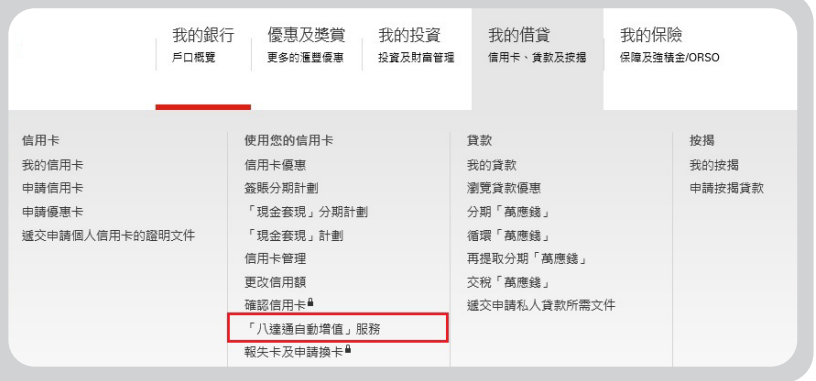 我的銀行
戶口概覽
優惠及獎賞
更多的滙豐優惠
我的投資
投資及財富管理
我的借貸
信用卡、貸款及按揭
我的保險
保障及強積金/ORSO
信用卡
我的信用卡
申請信用卡
申請優惠卡
遞交申請個人信用卡的證明文件
使用您的信用卡
信用卡優惠
簽賬分期計劃
「現金套現」分期計劃
「現金套現」計劃
信用卡管理
更改信用額
確認信用卡
「八達通自動增值」服務
報失卡及申請換卡
貸款
我的貸款
瀏覽貸款優惠
分期「萬應錢」
循環「萬應錢」
再提取分期「萬應錢」
交稅「萬應錢」
遞交申請私人貸款所需文件
按揭
我的按揭
申請按揭貸款